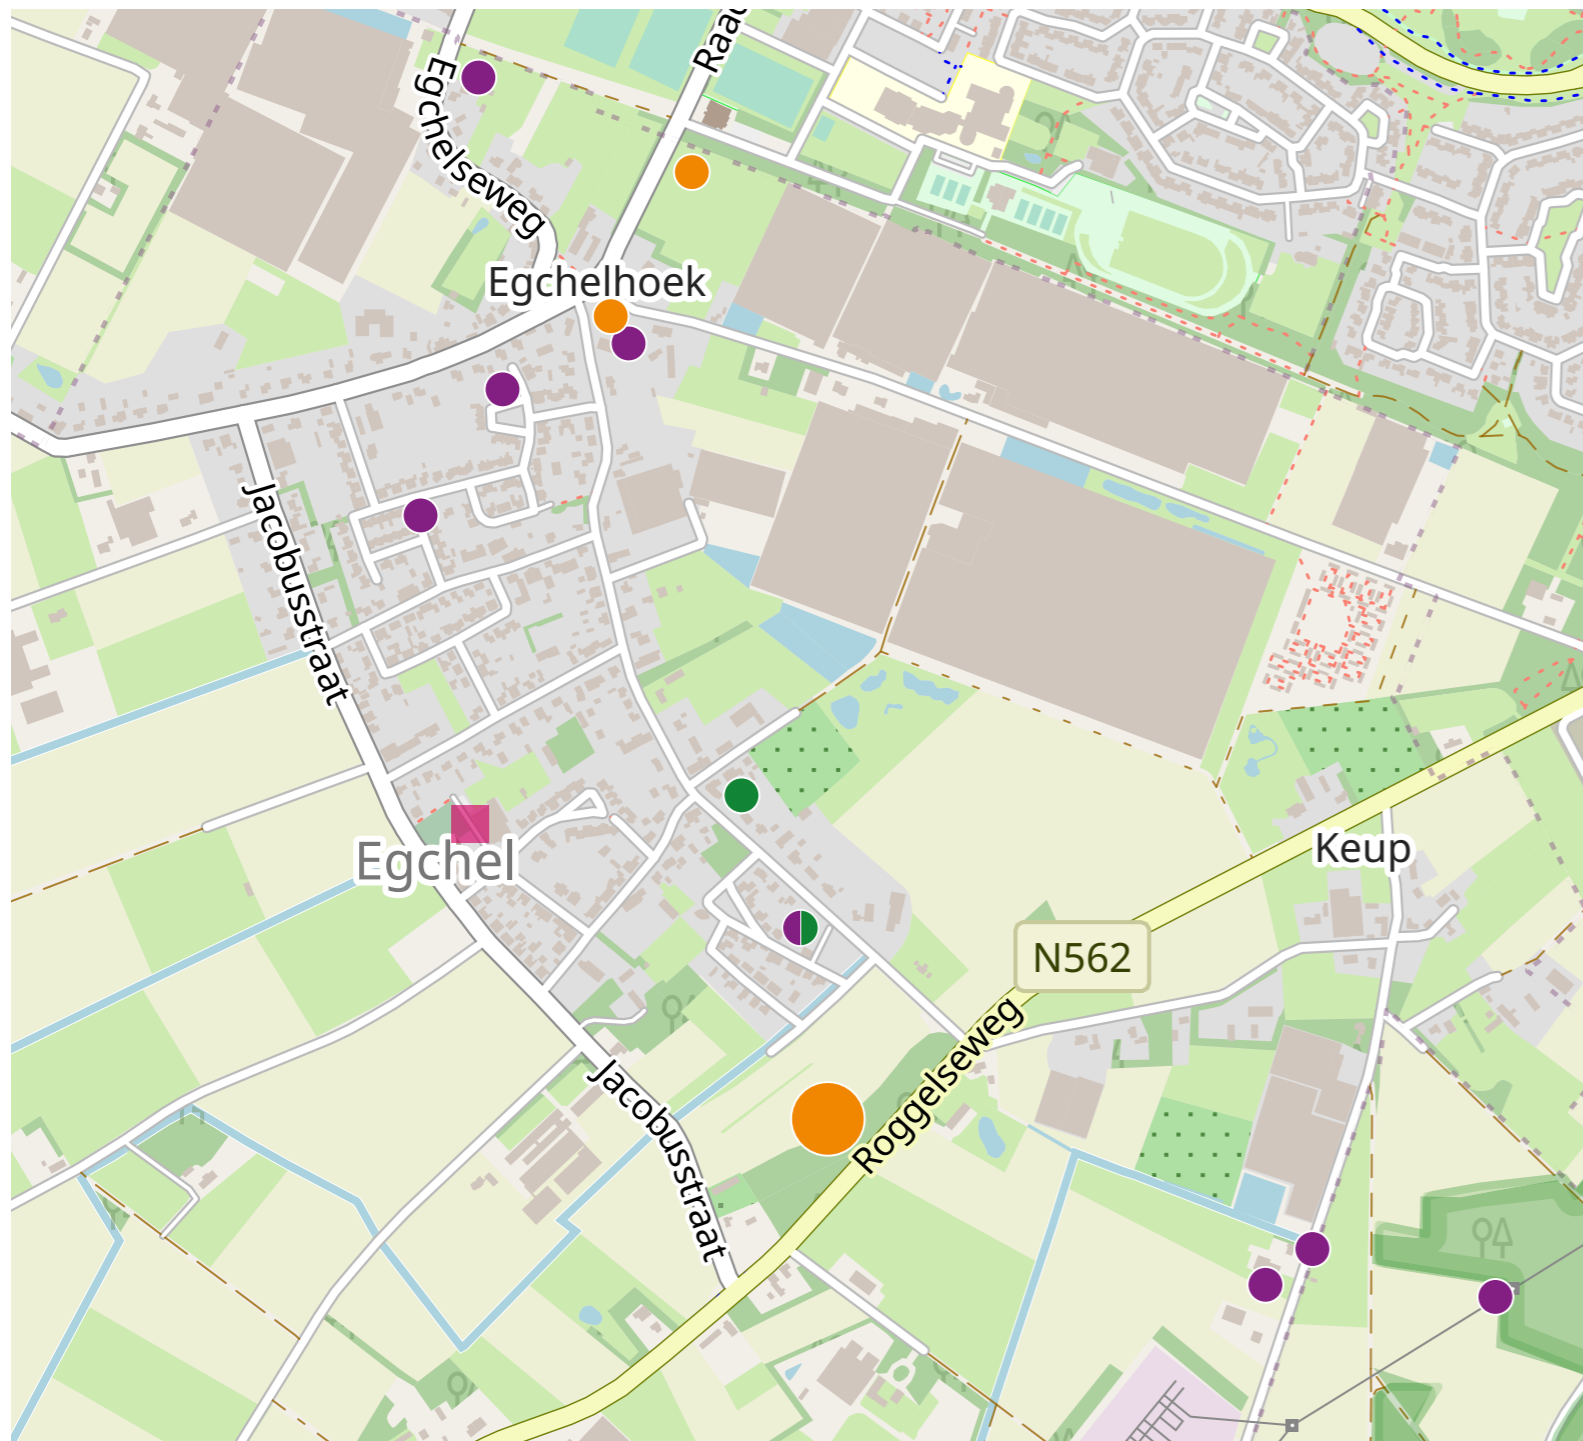 Raad
Egchelseweg
Egchelhoek
Jacobusstraat
Egchel
Keup
N562
Roggelseweg
Jacobusstraat